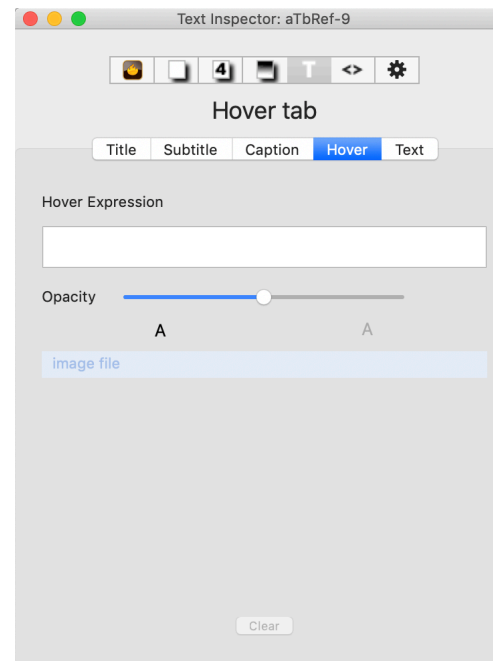 Text Inspector: aTbRef-9
4 T <>
Hover tab
Title Subtitle Caption Hover Text
Hover Expression
Opacity
A A
image file
Clear